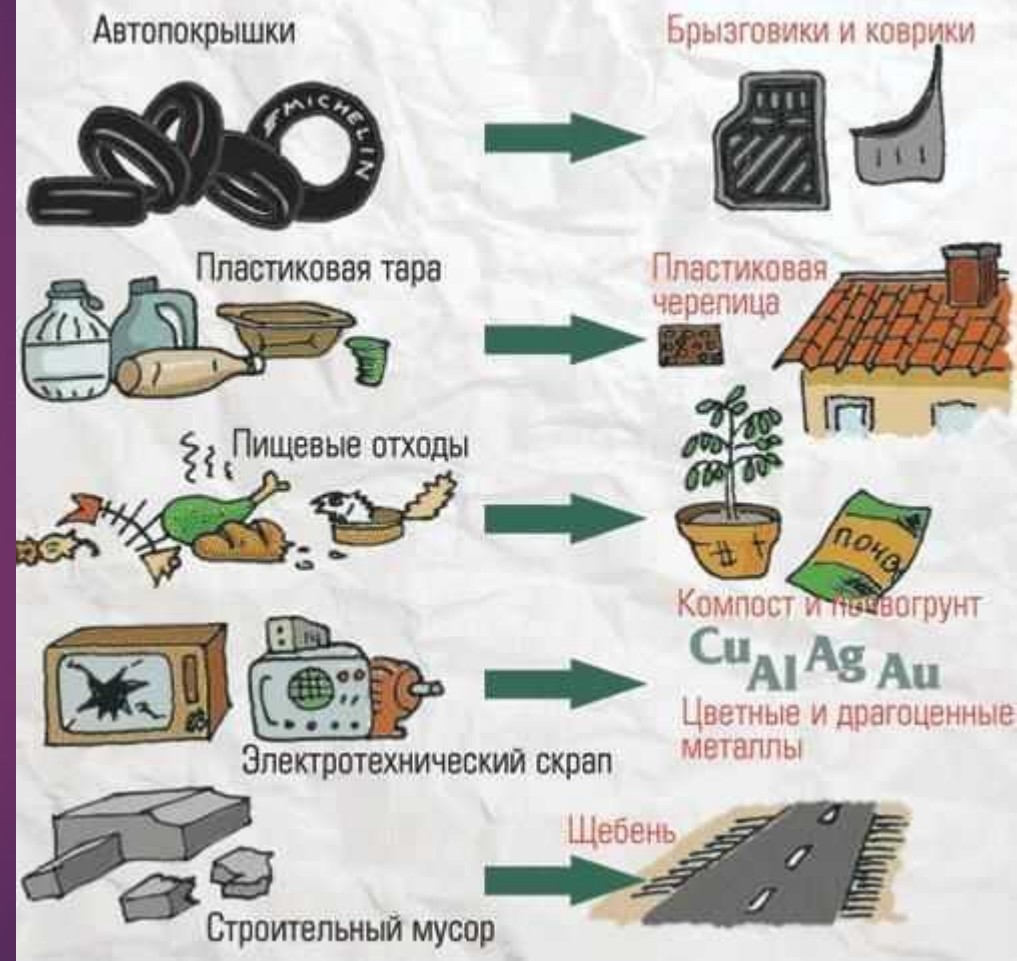 Автопокрышки
Брызговики и коврики
MICHELIN
Пластиковая тара
Пластиковая
черепица
Пищевые отходы
Компост и почвогрунт
Cu Al Ag Au
Цветные и драгоценные
металлы
Электротехнический скрап
Щебень
Строительный мусор